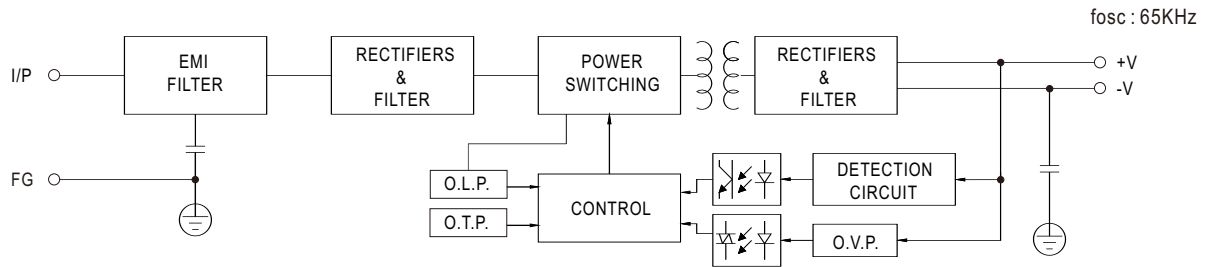 fosc : 65KHz
I/P
EMI
FILTER
RECTIFIERS
&
FILTER
POWER
SWITCHING
RECTIFIERS
&
FILTER
+V
-V
FG
O.L.P.
O.T.P.
CONTROL
DETECTION
CIRCUIT
O.V.P.